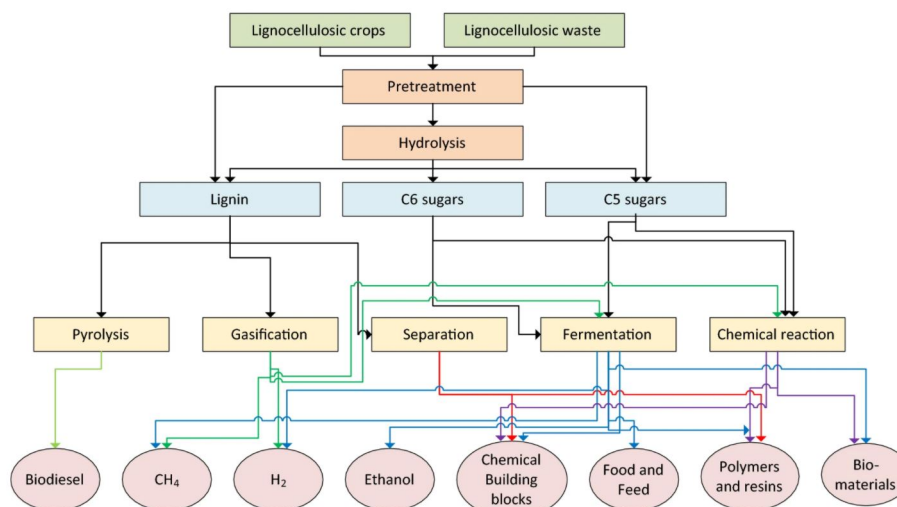 Lignocellulosic crops
Lignocellulosic waste
Pretreatment
Hydrolysis
Lignin
C6 sugars
C5 sugars
Pyrolysis
Gasification
Separation
Fermentation
Chemical reaction
Biodiesel
CH₄
H₂
Ethanol
Chemical
Building
blocks
Food and
Feed
Polymers
and resins
Bio-
materials